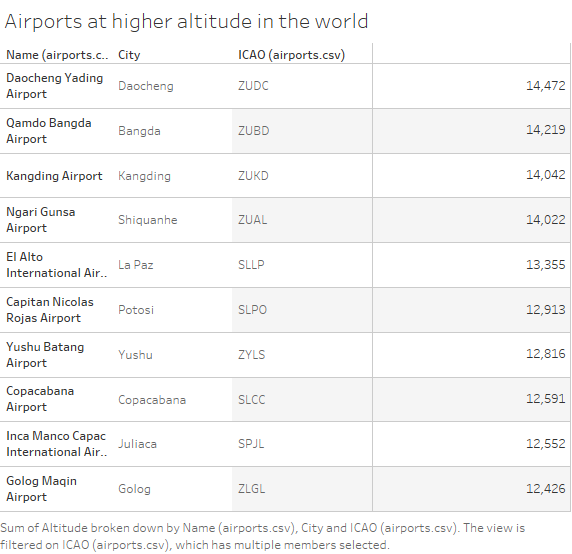 Airports at higher altitude in the world
Name (airports.c.. City ICAO (airports.csv)
Daocheng Yading
Airport Daocheng ZUDC 14,472
Qamdo Bangda
Airport Bangda ZUBD 14,219
Kangding Airport Kangding ZUKD 14,042
Ngari Gunsa
Airport Shiquanhe ZUAL 14,022
El Alto
International Air.. La Paz SLLP 13,355
Capitan Nicolas
Rojas Airport Potosi SLPO 12,913
Yushu Batang
Airport Yushu ZYLS 12,816
Copacabana
Airport Copacabana SLCC 12,591
Inca Manco Capac
International Air.. Juliaca SPJL 12,552
Golog Maqin
Airport Golog ZLGL 12,426
Sum of Altitude broken down by Name (airports.csv), City and ICAO (airports.csv). The view is
filtered on ICAO (airports.csv), which has multiple members selected.